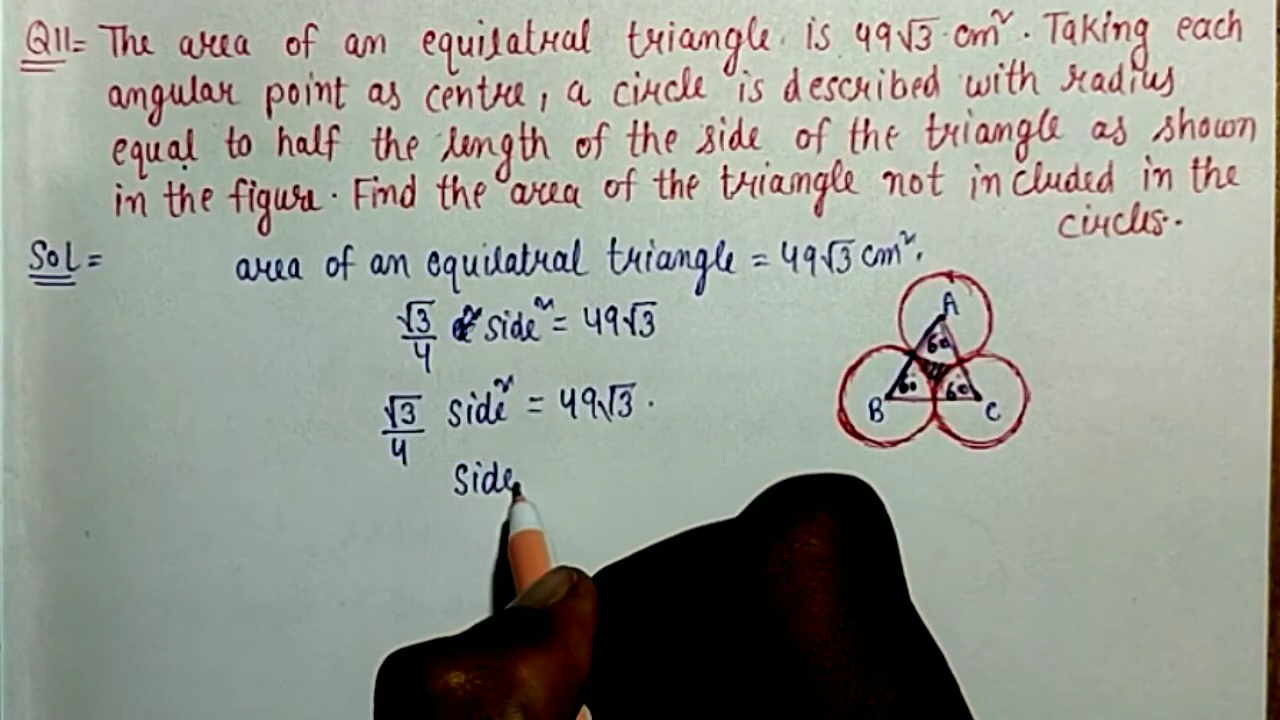 Q11= The area of an equilatral triangle is 49√3 cm². Taking each
angular point as centre, a circle is described with radius
equal to half the length of the side of the triangle as shown
in the figure. Find the area of the triangle not included in the
circles.
Sol = area of an equilatral triangle = 49√3 cm².
√3/4 side² = 49√3
√3/4 side² = 49√3.
Side
A
60
60 60
B C